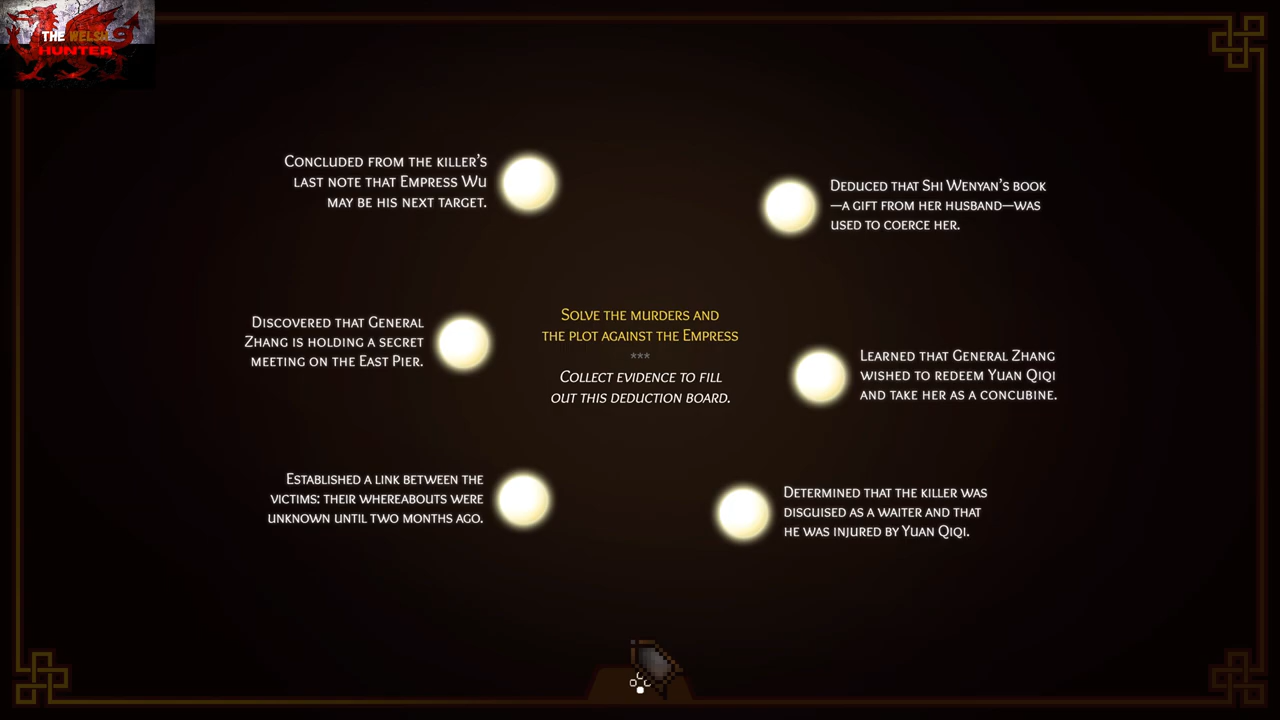 THE WELSH
HUNTER
Concluded from the killer's
last note that Empress Wu
may be his next target.
Deduced that Shi Wenyan's book
—a gift from her husband—was
used to coerce her.
Discovered that General
Zhang is holding a secret
meeting on the East Pier.
Solve the murders and
the plot against the Empress
***
Collect evidence to fill
out this deduction board.
Learned that General Zhang
wished to redeem Yuan Qiqi
and take her as a concubine.
Established a link between the
victims: their whereabouts were
unknown until two months ago.
Determined that the killer was
disguised as a waiter and that
he was injured by Yuan Qiqi.